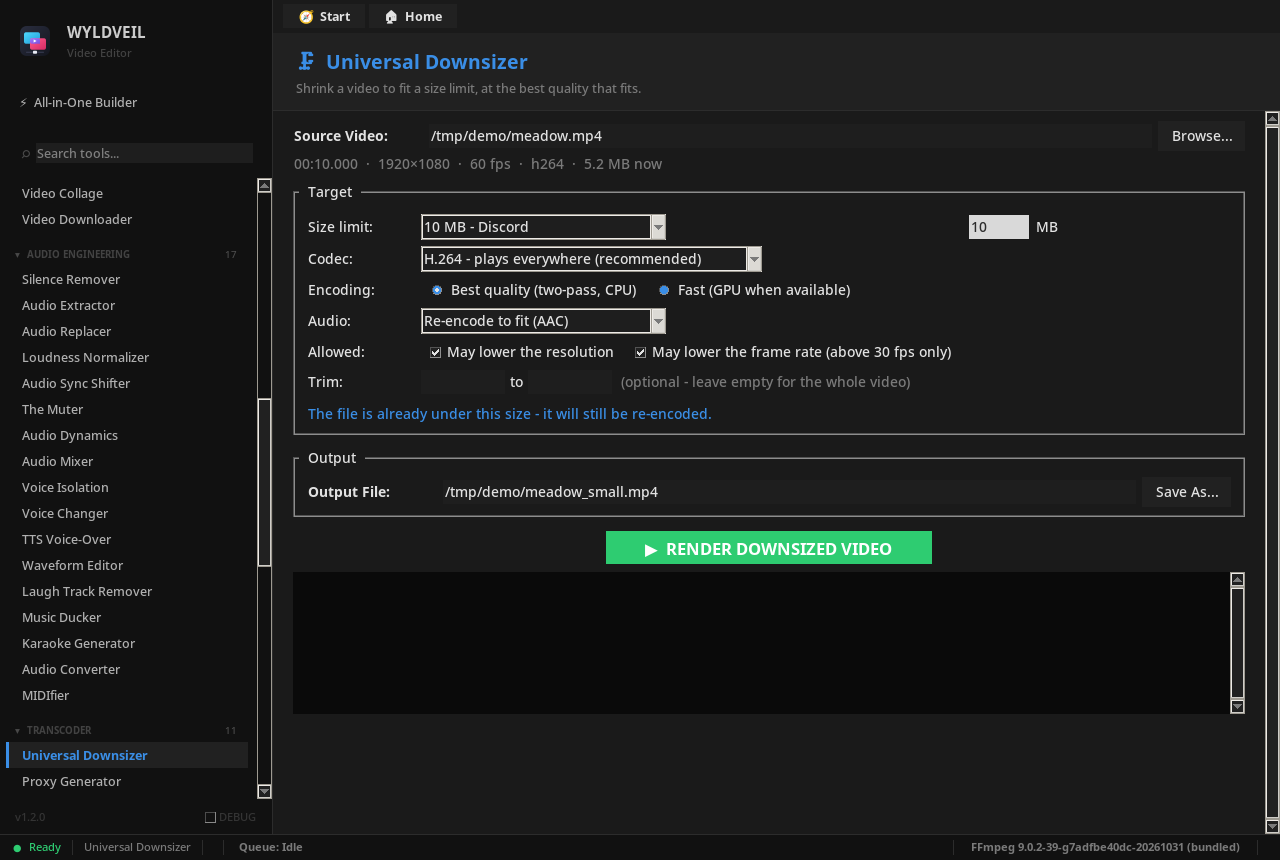 WYLDVEIL
Video Editor
⚡ All-in-One Builder
Search tools...
Video Collage
Video Downloader
AUDIO ENGINEERING 17
Silence Remover
Audio Extractor
Audio Replacer
Loudness Normalizer
Audio Sync Shifter
The Muter
Audio Dynamics
Audio Mixer
Voice Isolation
Voice Changer
TTS Voice-Over
Waveform Editor
Laugh Track Remover
Music Ducker
Karaoke Generator
Audio Converter
MIDIfier
TRANSCODER 11
Universal Downsizer
Proxy Generator
v1.2.0 DEBUG
Start Home
Universal Downsizer
Shrink a video to fit a size limit, at the best quality that fits.
Source Video: /tmp/demo/meadow.mp4 Browse...
00:10.000 · 1920×1080 · 60 fps · h264 · 5.2 MB now
Target
Size limit: 10 MB - Discord 10 MB
Codec: H.264 - plays everywhere (recommended)
Encoding: Best quality (two-pass, CPU) Fast (GPU when available)
Audio: Re-encode to fit (AAC)
Allowed: May lower the resolution May lower the frame rate (above 30 fps only)
Trim: to (optional - leave empty for the whole video)
The file is already under this size - it will still be re-encoded.
Output
Output File: /tmp/demo/meadow_small.mp4 Save As...
▶ RENDER DOWNSIZED VIDEO
Ready Universal Downsizer Queue: Idle FFmpeg 9.0.2-39-g7adfbe40dc-20261031 (bundled)